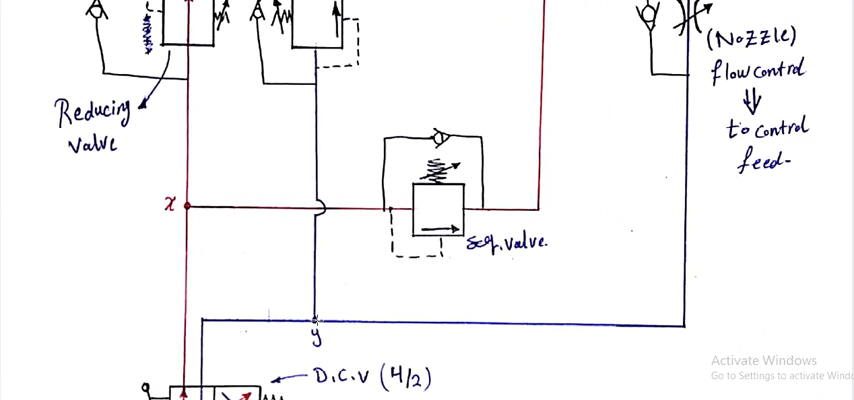 (Nozzle)
flow control
⇓
to control
feed-
Reducing
valve
x
seq. valve.
y
D.C.V (4/2)
Activate Windows
Go to Settings to activate Windo